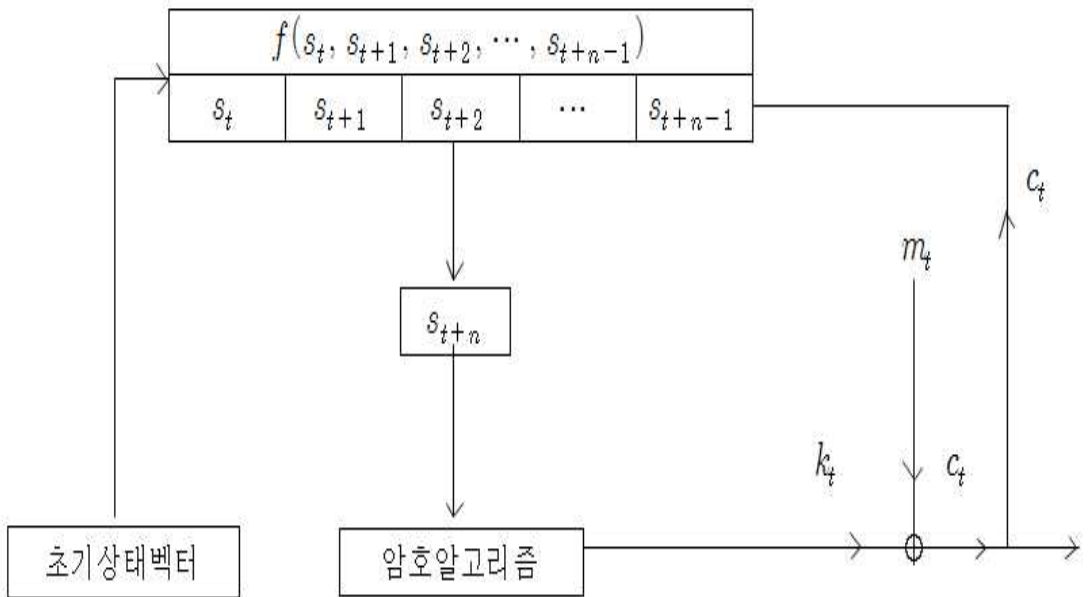 f(s_t, s_{t+1}, s_{t+2}, ⋯, s_{t+n-1})
s_t s_{t+1} s_{t+2} ⋯ s_{t+n-1}
c_t
m_t
s_{t+n}
k_t c_t
초기상태벡터 암호알고리즘